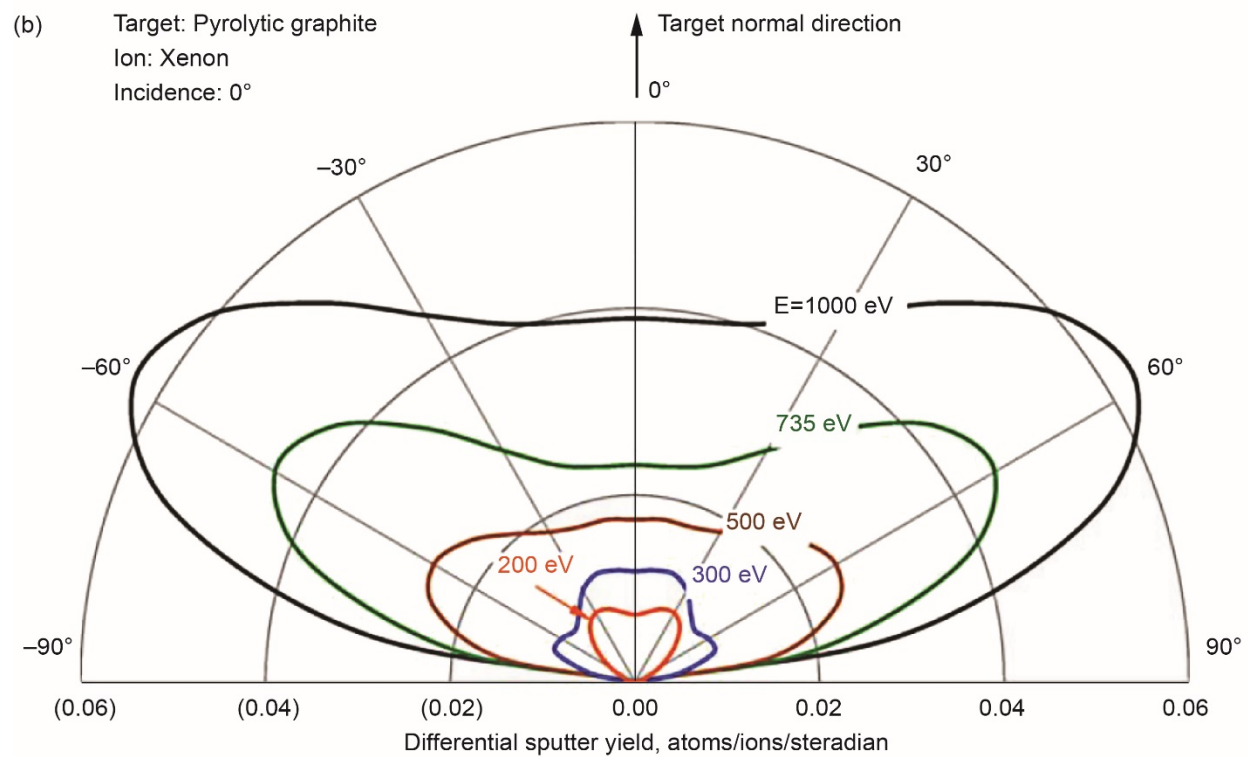 (b)
Target: Pyrolytic graphite
Ion: Xenon
Incidence: 0°
Target normal direction
0°
–30°
30°
E=1000 eV
–60°
60°
735 eV
500 eV
200 eV
300 eV
–90°
90°
(0.06) (0.04) (0.02) 0.00 0.02 0.04 0.06
Differential sputter yield, atoms/ions/steradian